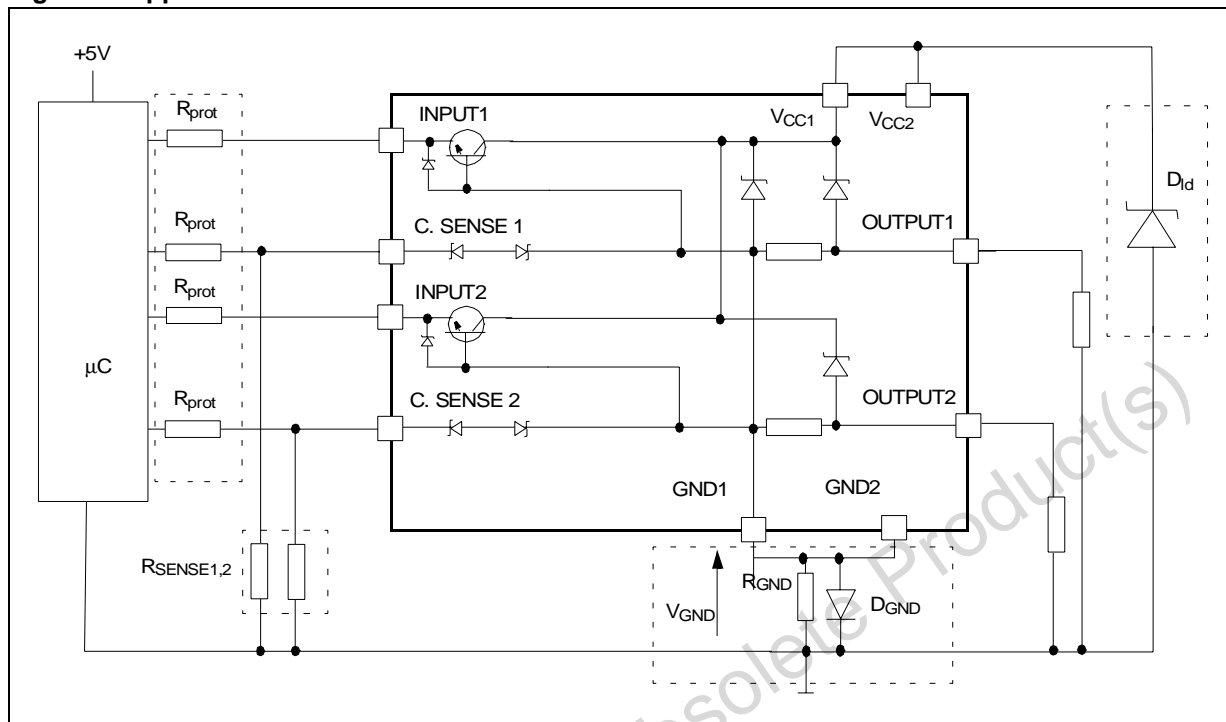 +5V
Rprot
INPUT1
VCC1
VCC2
Dld
Rprot
C. SENSE 1
OUTPUT1
Rprot
INPUT2
μC
Rprot
C. SENSE 2
OUTPUT2
GND1
GND2
RSENSE1,2
RGND
VGND
DGND
solete Product(s)